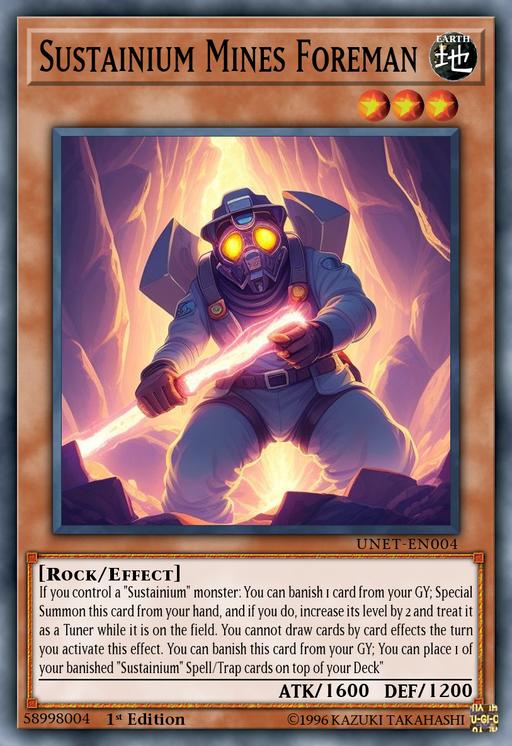 SUSTAINIUM MINES FOREMAN
EARTH
地
UNET-EN004
[ROCK/EFFECT]
If you control a "Sustainium" monster: You can banish 1 card from your GY; Special
Summon this card from your hand, and if you do, increase its level by 2 and treat it
as a Tuner while it is on the field. You cannot draw cards by card effects the turn
you activate this effect. You can banish this card from your GY; You can place 1 of
your banished "Sustainium" Spell/Trap cards on top of your Deck"
ATK/1600 DEF/1200
58998004 1st Edition ©1996 KAZUKI TAKAHASHI